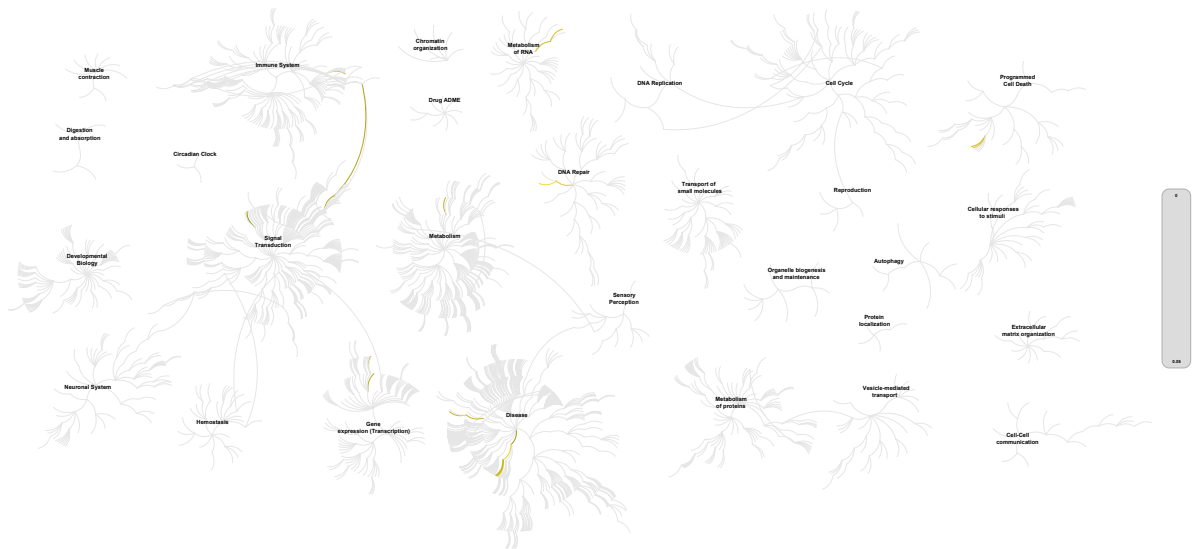 Muscle
contraction
Immune System
Chromatin
organization
Metabolism
of RNA
DNA Replication
Cell Cycle
Programmed
Cell Death
Drug ADME
Digestion
and absorption
Circadian Clock
DNA Repair
Transport of
small molecules
Reproduction
Cellular responses
to stimuli
0
Signal
Transduction
Metabolism
Developmental
Biology
Organelle biogenesis
and maintenance
Autophagy
Sensory
Perception
Protein
localization
Extracellular
matrix organization
0.05
Neuronal System
Hemostasis
Gene
expression (Transcription)
Disease
Metabolism
of proteins
Vesicle-mediated
transport
Cell-Cell
communication